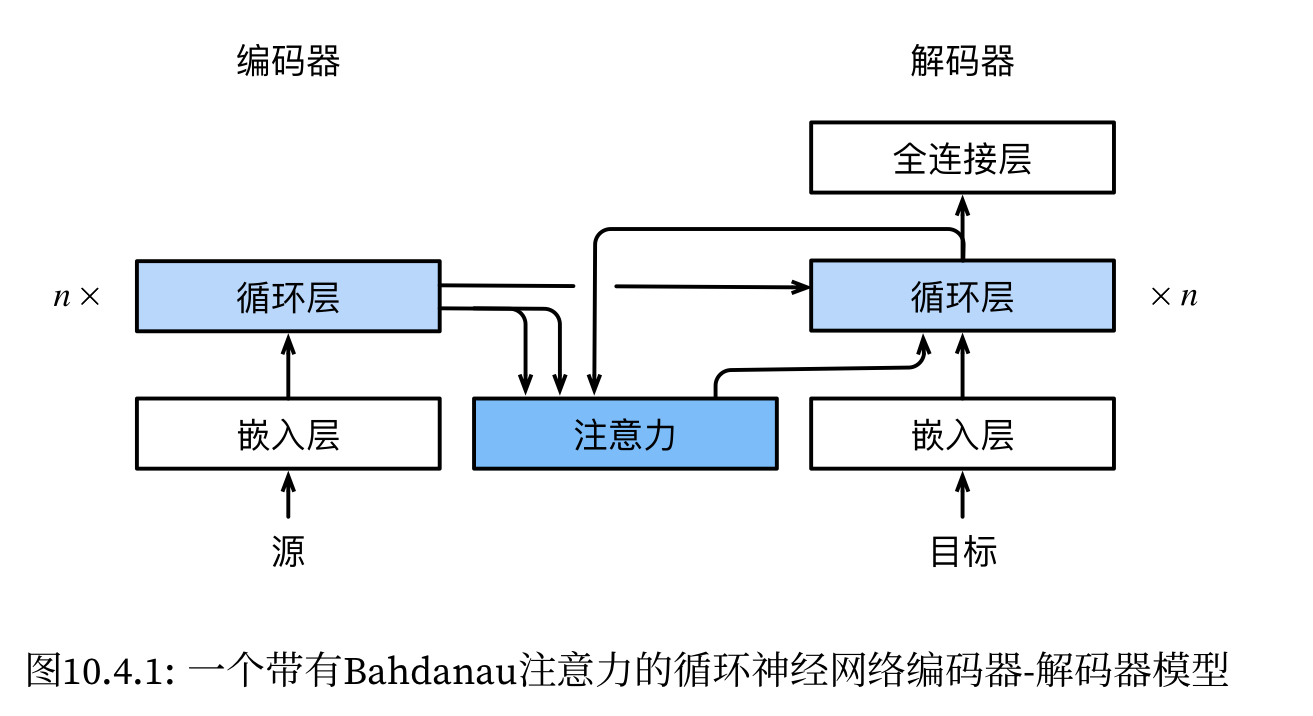 编码器
解码器
全连接层
n ×
循环层
循环层
× n
嵌入层
注意力
嵌入层
源
目标
图10.4.1: 一个带有Bahdanau注意力的循环神经网络编码器-解码器模型